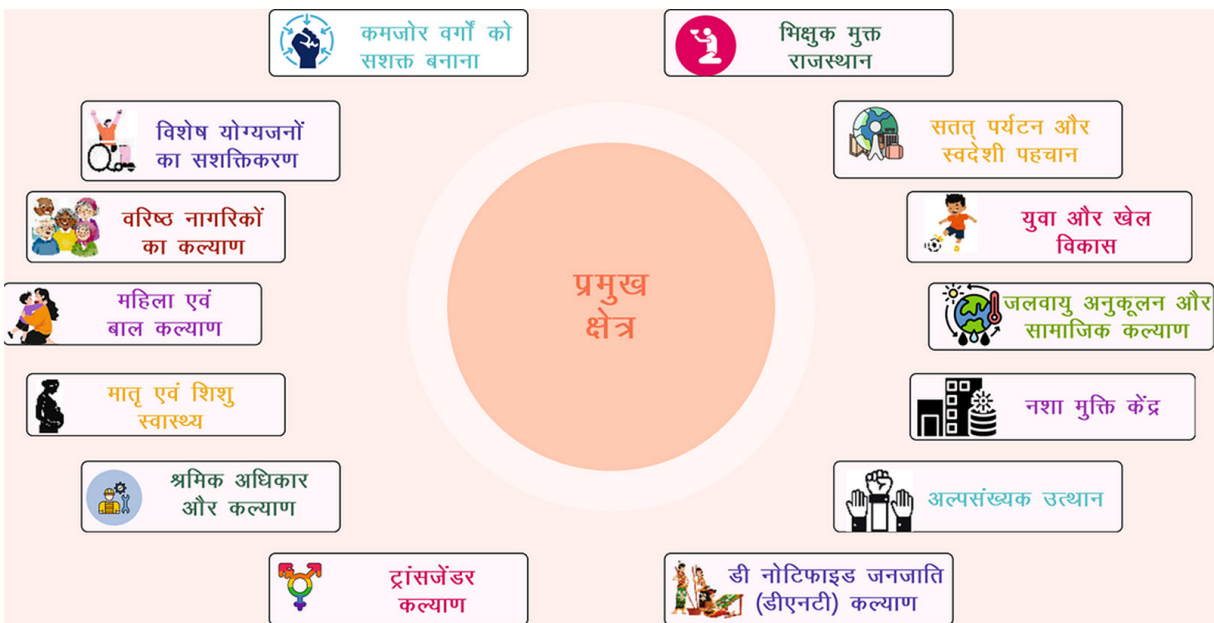 कमजोर वर्गों को
सशक्त बनाना
भिक्षुक मुक्त
राजस्थान
विशेष योग्यजनों
का सशक्तिकरण
सतत् पर्यटन और
स्वदेशी पहचान
वरिष्ठ नागरिकों
का कल्याण
युवा और खेल
विकास
प्रमुख
क्षेत्र
महिला एवं
बाल कल्याण
जलवायु अनुकूलन और
सामाजिक कल्याण
मातृ एवं शिशु
स्वास्थ्य
नशा मुक्ति केंद्र
श्रमिक अधिकार
और कल्याण
अल्पसंख्यक उत्थान
ट्रांसजेंडर
कल्याण
डी नोटिफाइड जनजाति
(डीएनटी) कल्याण